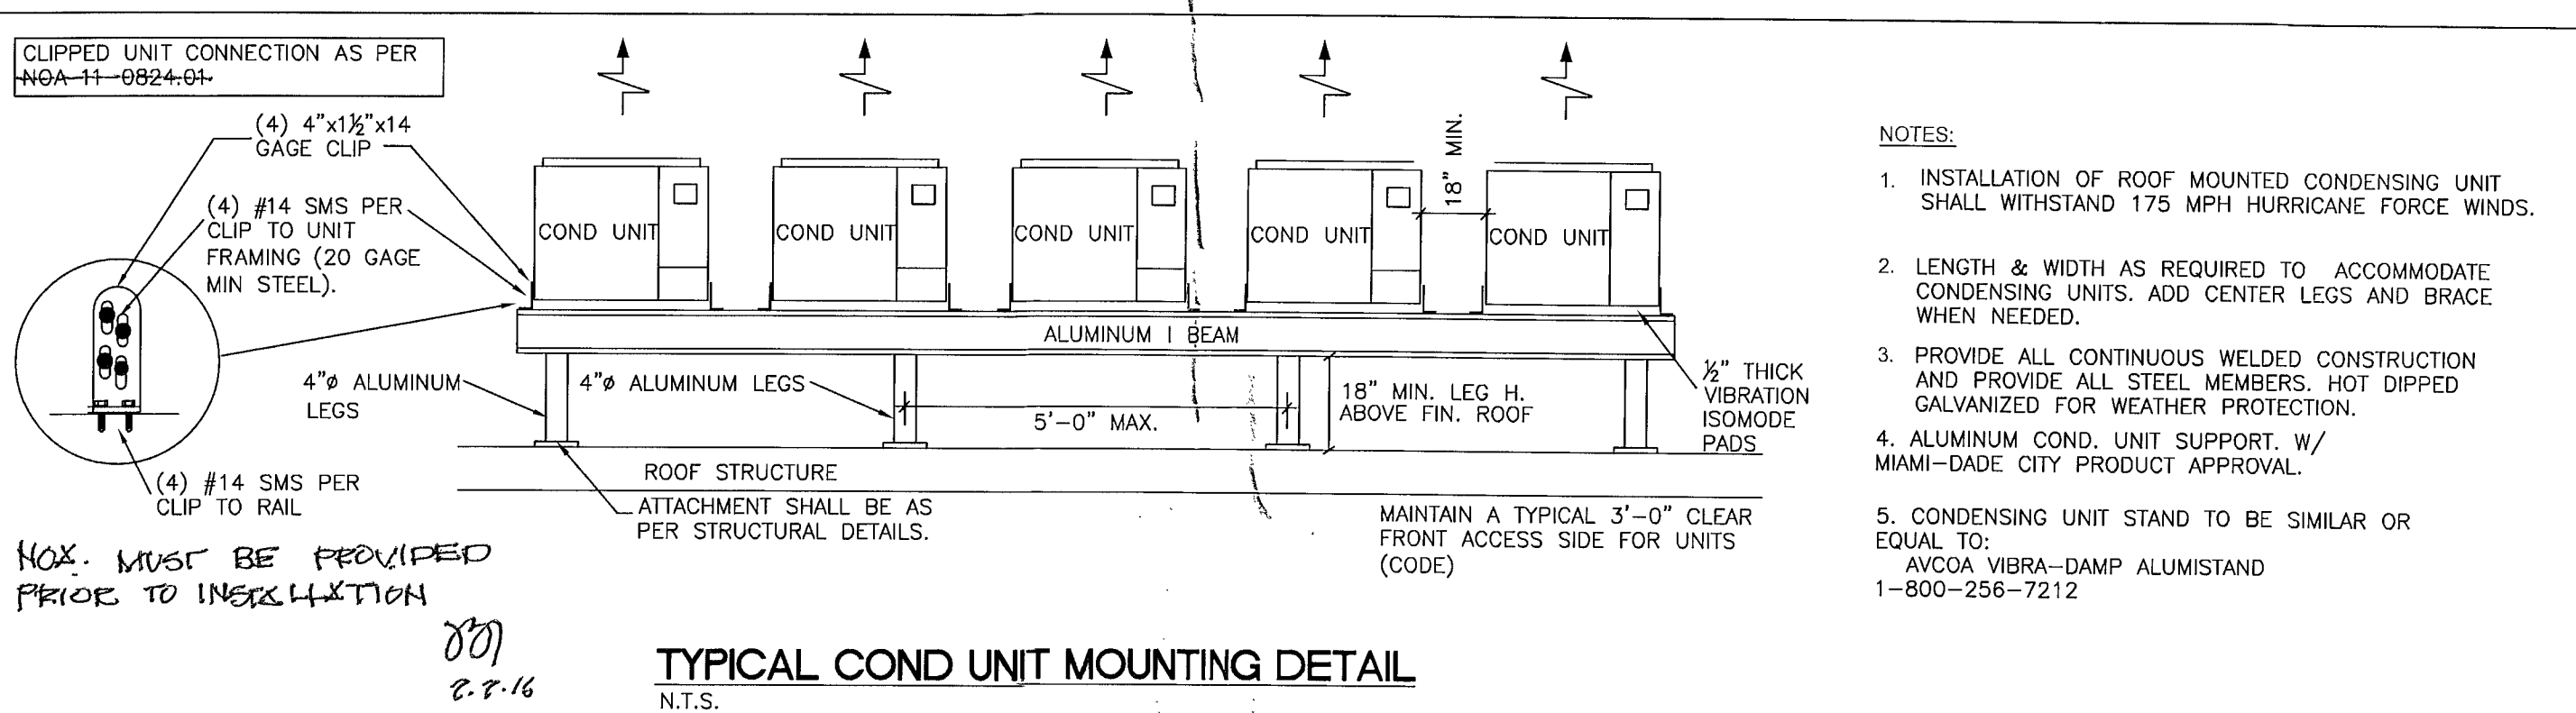 CLIPPED UNIT CONNECTION AS PER
NOA 11-0824.01
(4) 4"x1½"x14
GAGE CLIP
(4) #14 SMS PER
CLIP TO UNIT
FRAMING (20 GAGE
MIN STEEL).
18" MIN.
COND UNIT
COND UNIT
COND UNIT
COND UNIT
COND UNIT
ALUMINUM I BEAM
4"ø ALUMINUM
LEGS
4"ø ALUMINUM LEGS
5'-0" MAX.
18" MIN. LEG H.
ABOVE FIN. ROOF
½" THICK
VIBRATION
ISOMODE
PADS
(4) #14 SMS PER
CLIP TO RAIL
ROOF STRUCTURE
ATTACHMENT SHALL BE AS
PER STRUCTURAL DETAILS.
MAINTAIN A TYPICAL 3'-0" CLEAR
FRONT ACCESS SIDE FOR UNITS
(CODE)
NOA. MUST BE PROVIDED
PRIOR TO INSTALLATION
TYPICAL COND UNIT MOUNTING DETAIL
N.T.S.
NOTES:
1. INSTALLATION OF ROOF MOUNTED CONDENSING UNIT
SHALL WITHSTAND 175 MPH HURRICANE FORCE WINDS.
2. LENGTH & WIDTH AS REQUIRED TO ACCOMMODATE
CONDENSING UNITS. ADD CENTER LEGS AND BRACE
WHEN NEEDED.
3. PROVIDE ALL CONTINUOUS WELDED CONSTRUCTION
AND PROVIDE ALL STEEL MEMBERS. HOT DIPPED
GALVANIZED FOR WEATHER PROTECTION.
4. ALUMINUM COND. UNIT SUPPORT. W/
MIAMI-DADE CITY PRODUCT APPROVAL.
5. CONDENSING UNIT STAND TO BE SIMILAR OR
EQUAL TO:
AVCOA VIBRA-DAMP ALUMISTAND
1-800-256-7212